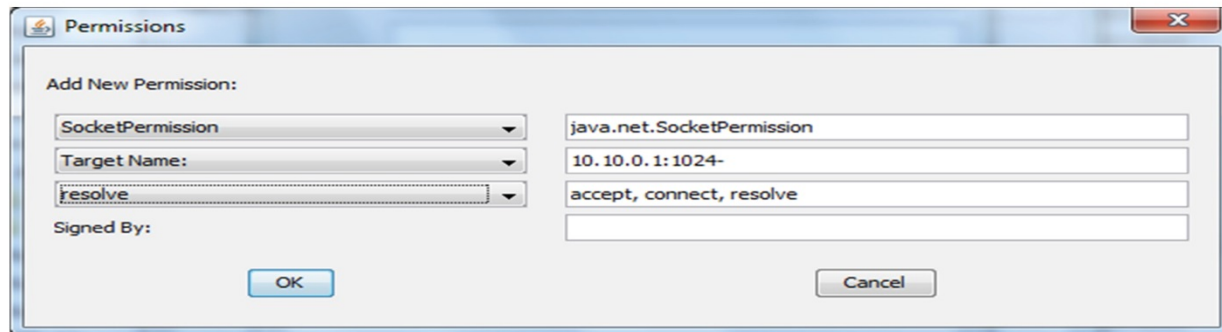 Permissions
Add New Permission:
SocketPermission java.net.SocketPermission
Target Name: 10.10.0.1:1024-
resolve accept, connect, resolve
Signed By:
OK Cancel